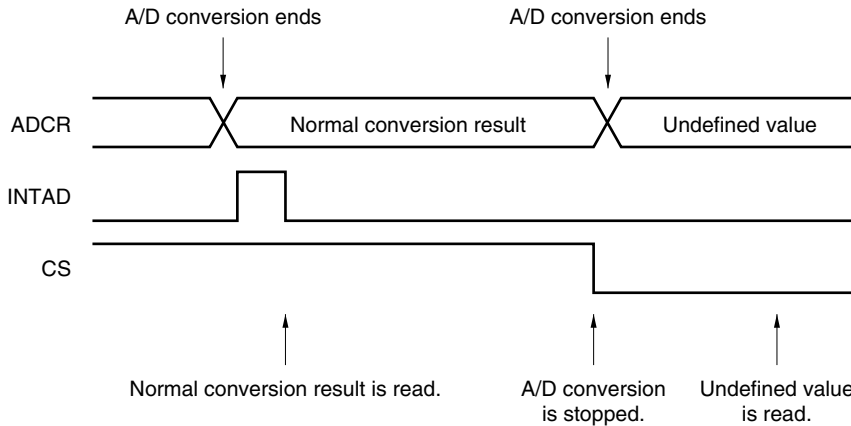 A/D conversion ends
A/D conversion ends
ADCR
Normal conversion result
Undefined value
INTAD
CS
Normal conversion result is read.
A/D conversion
is stopped.
Undefined value
is read.